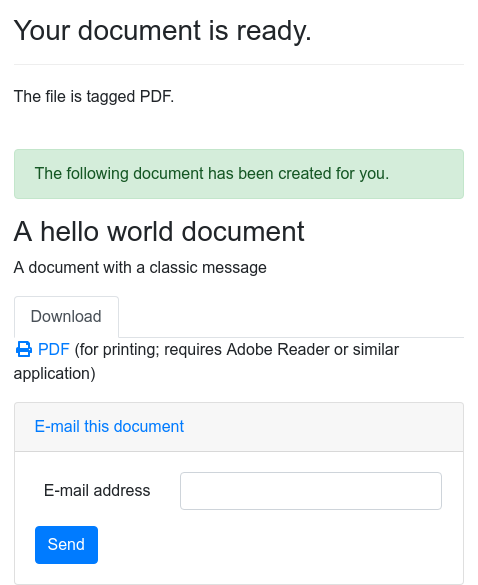 Your document is ready.
The file is tagged PDF.
The following document has been created for you.
A hello world document
A document with a classic message
Download
PDF (for printing; requires Adobe Reader or similar
application)
E-mail this document
E-mail address
Send